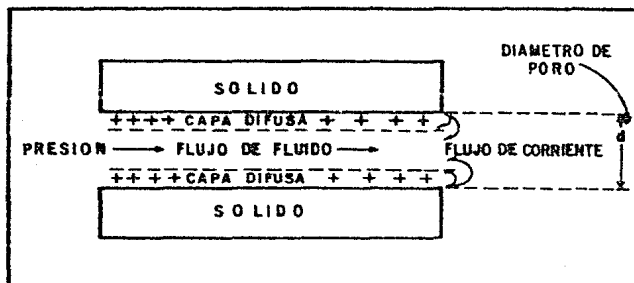 DIAMETRO DE
PORO
SOLIDO
++++ CAPA DIFUSA + + + +
PRESION FLUJO DE FLUIDO FLUJO DE CORRIENTE
d
++++ CAPA DIFUSA + + + +
SOLIDO